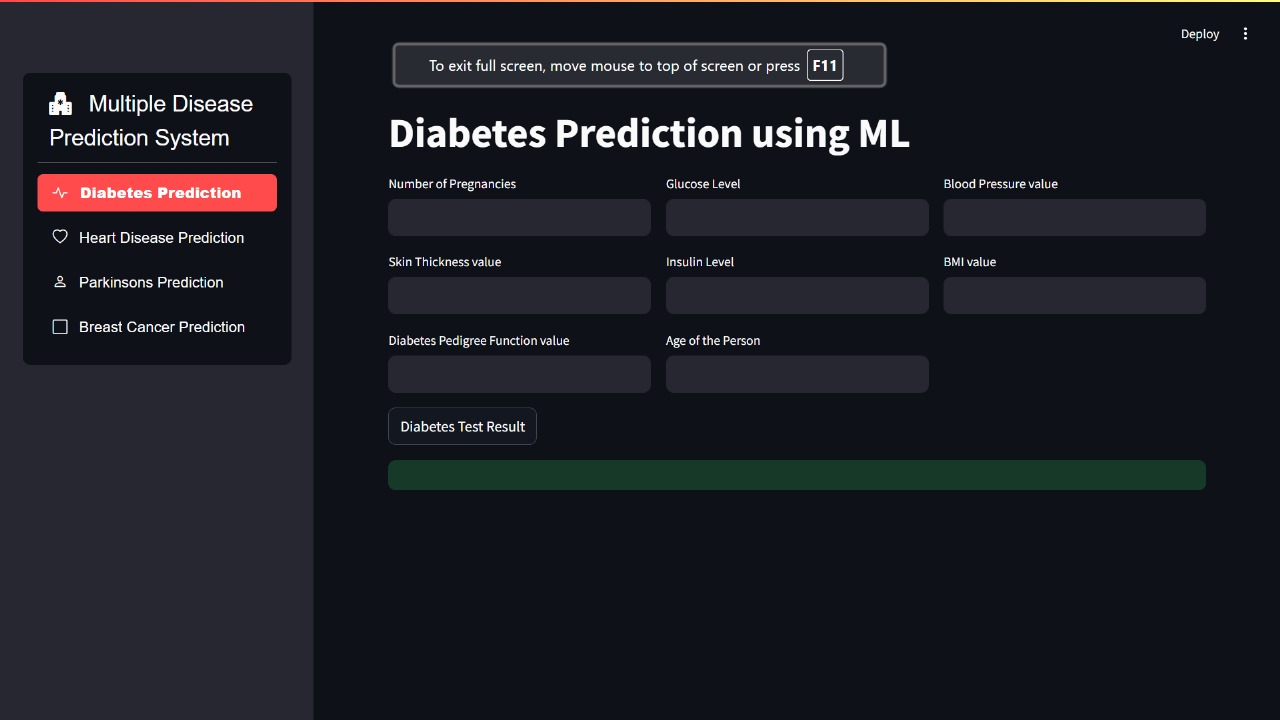 Deploy
To exit full screen, move mouse to top of screen or press F11
Multiple Disease
Prediction System
Diabetes Prediction
Heart Disease Prediction
Parkinsons Prediction
Breast Cancer Prediction
Diabetes Prediction using ML
Number of Pregnancies Glucose Level Blood Pressure value
Skin Thickness value Insulin Level BMI value
Diabetes Pedigree Function value Age of the Person
Diabetes Test Result